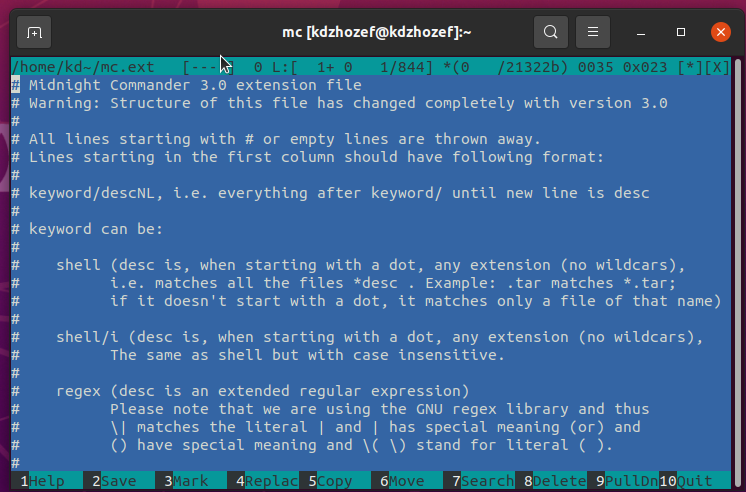 mc [kdzhozef@kdzhozef]:~
/home/kd~/mc.ext   [----]  0 L:[  1+ 0   1/844] *(0   /21322b) 0035 0x023 [*][X]
# Midnight Commander 3.0 extension file
# Warning: Structure of this file has changed completely with version 3.0
#
# All lines starting with # or empty lines are thrown away.
# Lines starting in the first column should have following format:
#
# keyword/descNL, i.e. everything after keyword/ until new line is desc
#
# keyword can be:
#
#    shell (desc is, when starting with a dot, any extension (no wildcars),
#          i.e. matches all the files *desc . Example: .tar matches *.tar;
#          if it doesn't start with a dot, it matches only a file of that name)
#
#    shell/i (desc is, when starting with a dot, any extension (no wildcars),
#          The same as shell but with case insensitive.
#
#    regex (desc is an extended regular expression)
#          Please note that we are using the GNU regex library and thus
#          \| matches the literal | and | has special meaning (or) and
#          () have special meaning and \( \) stand for literal ( ).
#
1Help  2Save  3Mark  4Replac 5Copy  6Move  7Search 8Delete 9PullDn 10Quit